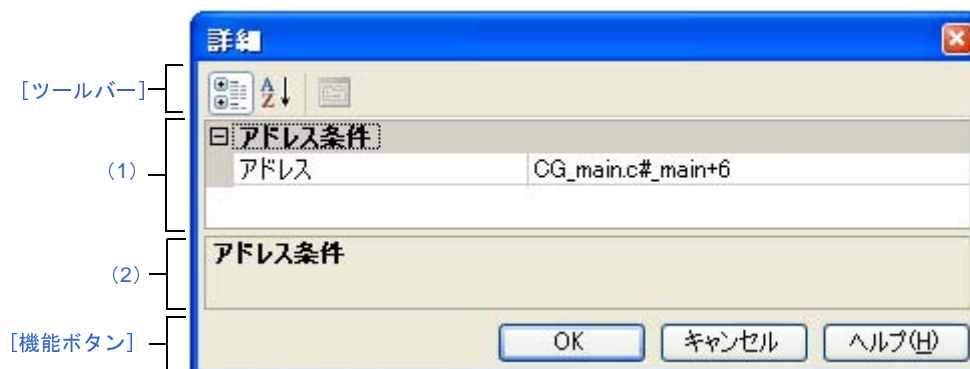 詳細
[ツールバー]
(1)
アドレス条件
アドレス CG_main.c#_main+6
(2)
アドレス条件
[機能ボタン]
OK キャンセル ヘルプ(H)